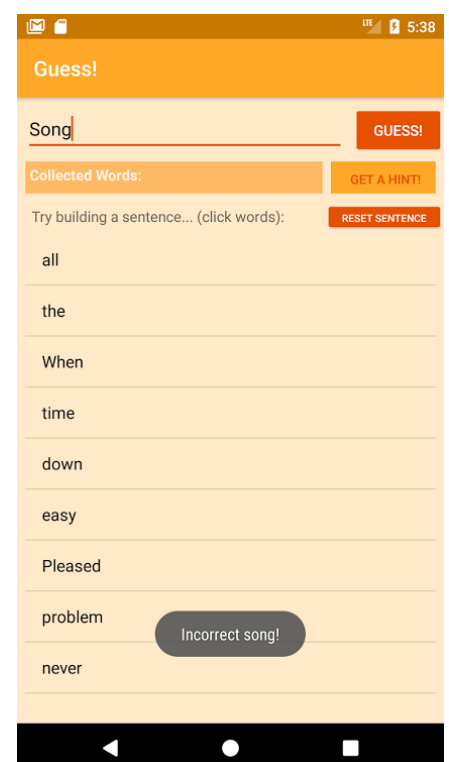 LTE 5:38
Guess!
Song GUESS!
Collected Words: GET A HINT!
Try building a sentence... (click words): RESET SENTENCE
all
the
When
time
down
easy
Pleased
problem
Incorrect song!
never